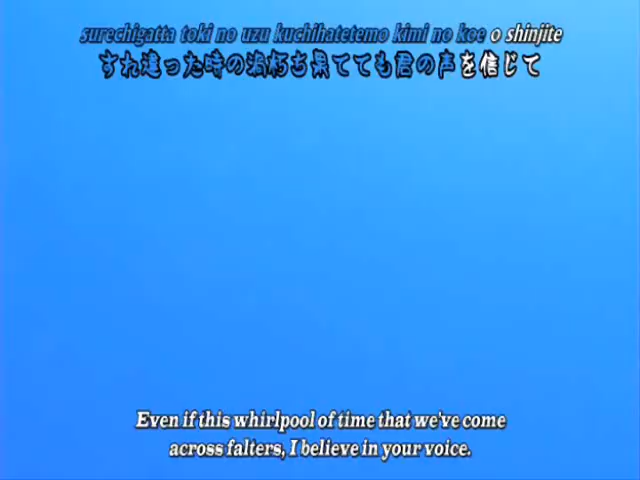 surechigatta toki no uzu kuchihatetemo kimi no koe o shinjite
すれ違った時の渦朽ち果てても君の声を信じて
Even if this whirlpool of time that we've come
across falters, I believe in your voice.